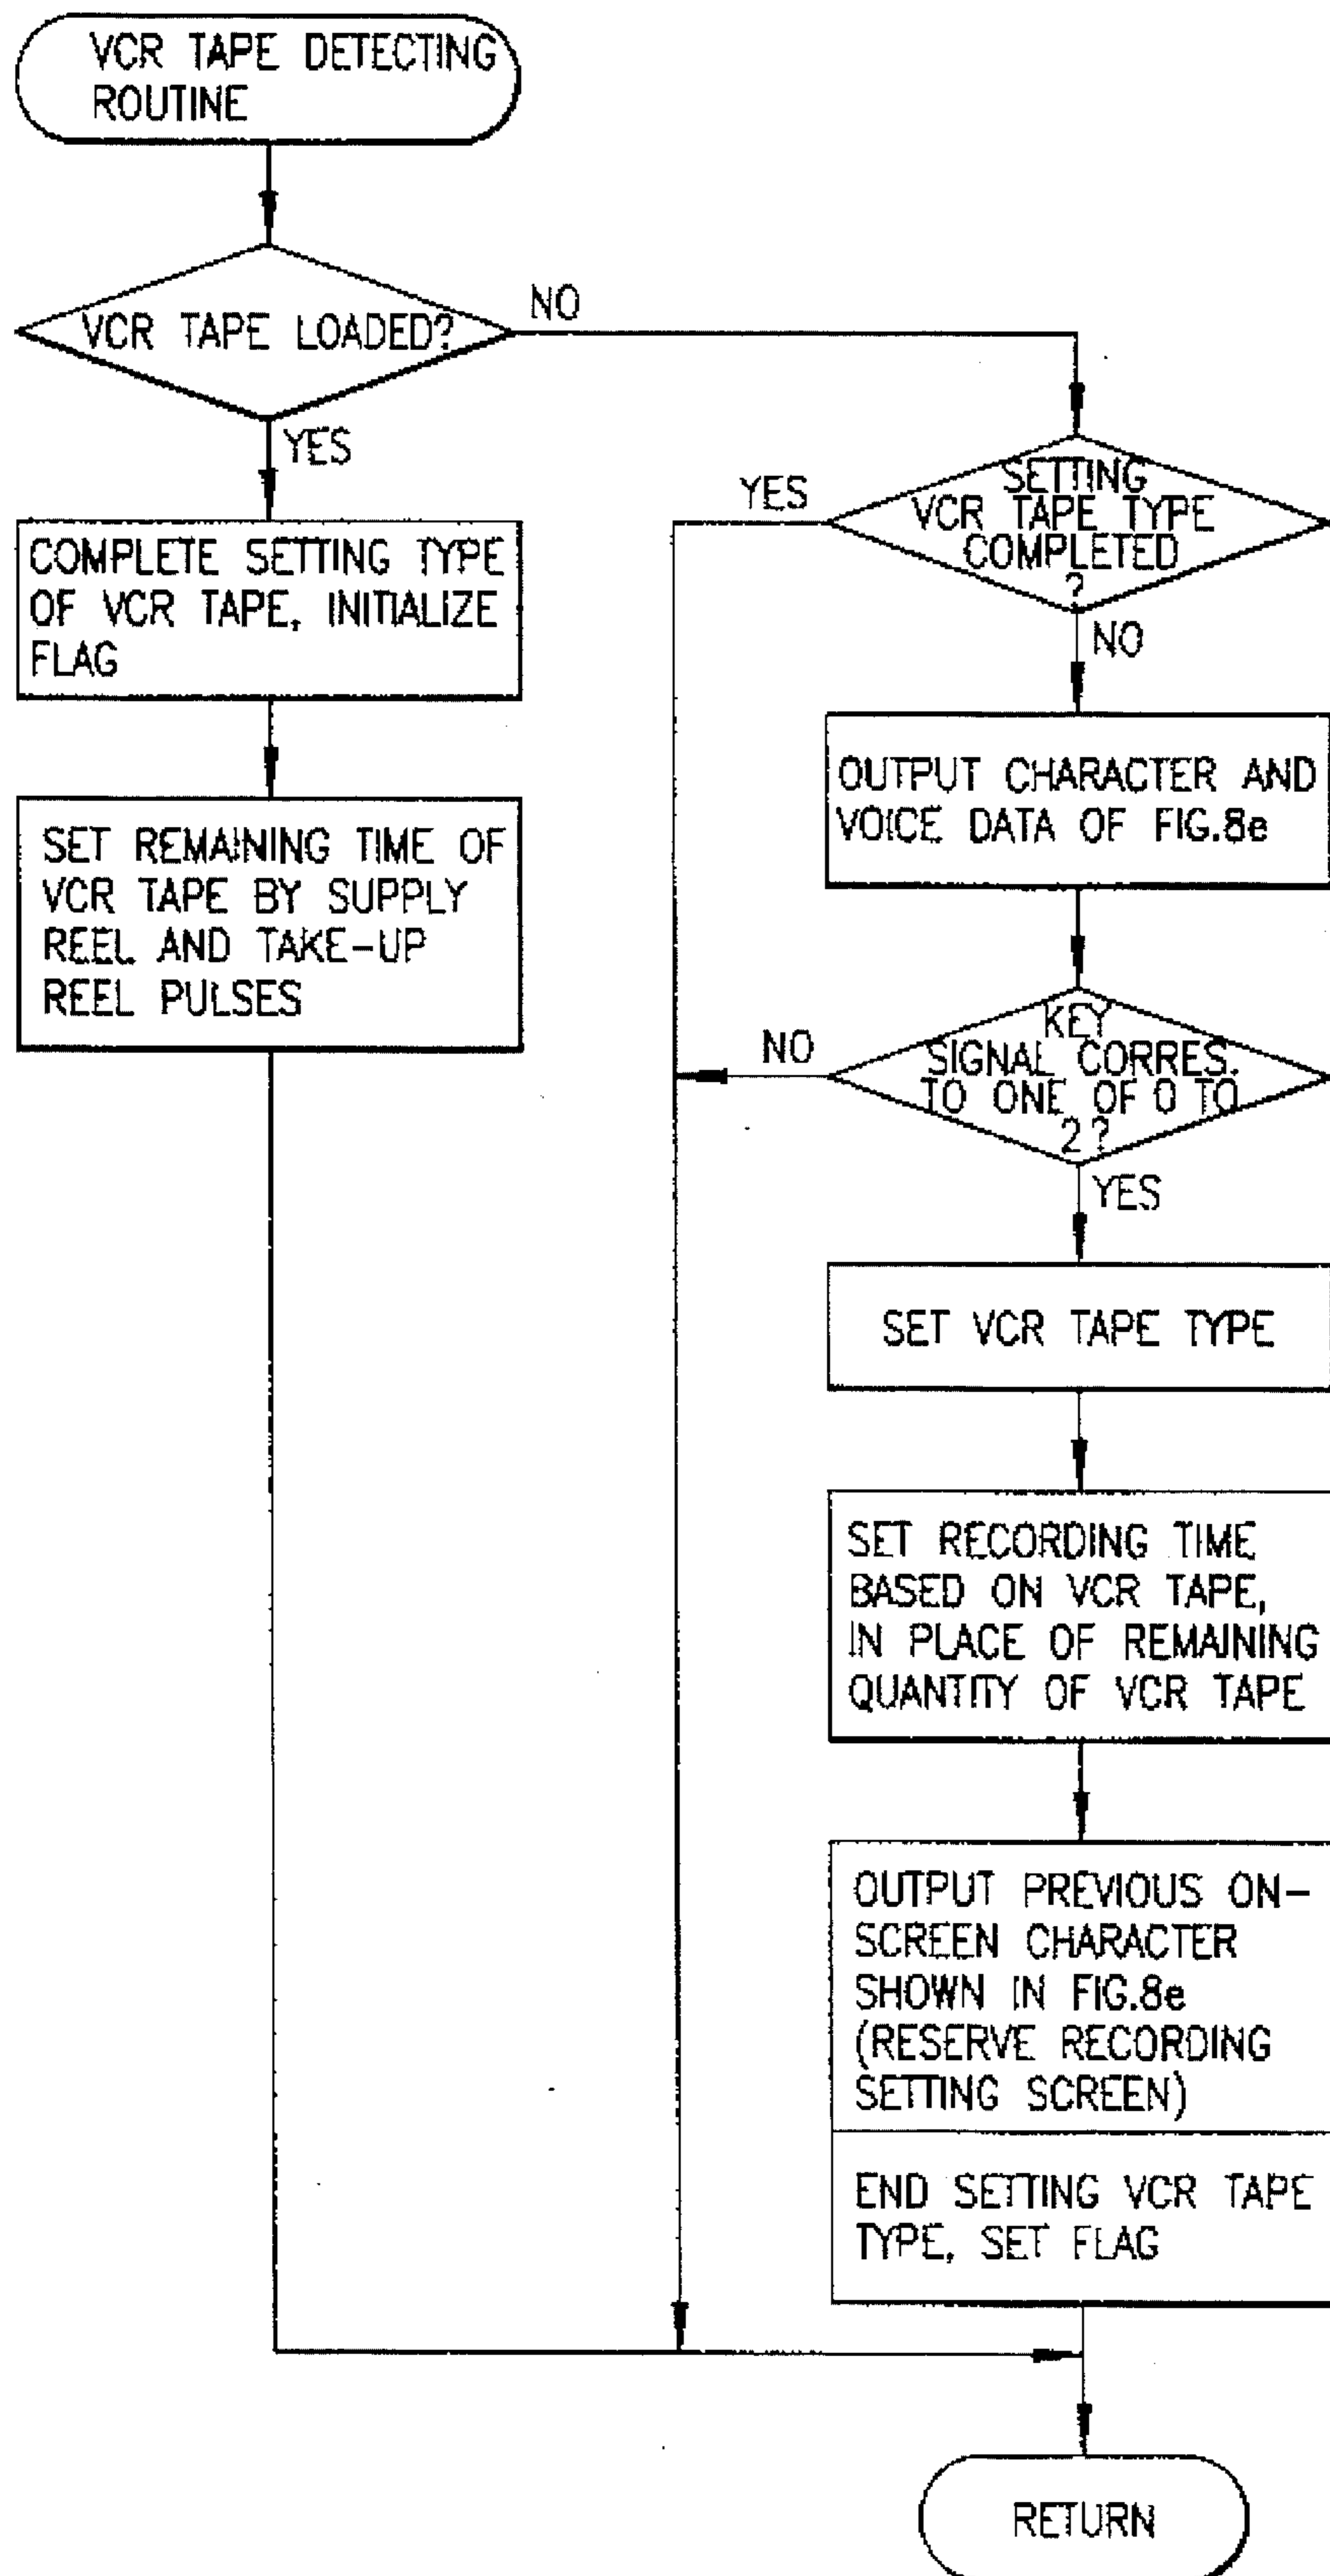 VCR TAPE DETECTING
ROUTINE
VCR TAPE LOADED?
NO
YES
COMPLETE SETTING TYPE
OF VCR TAPE, INITIALIZE
FLAG
SET REMAINING TIME OF
VCR TAPE BY SUPPLY
REEL AND TAKE-UP
REEL PULSES
SETTING
VCR TAPE TYPE
COMPLETED
?
YES
NO
OUTPUT CHARACTER AND
VOICE DATA OF FIG.8e
KEY
SIGNAL CORRES.
TO ONE OF 0 TO
2?
NO
YES
SET VCR TAPE TYPE
SET RECORDING TIME
BASED ON VCR TAPE,
IN PLACE OF REMAINING
QUANTITY OF VCR TAPE
OUTPUT PREVIOUS ON-
SCREEN CHARACTER
SHOWN IN FIG.8e
(RESERVE RECORDING
SETTING SCREEN)
END SETTING VCR TAPE
TYPE, SET FLAG
RETURN